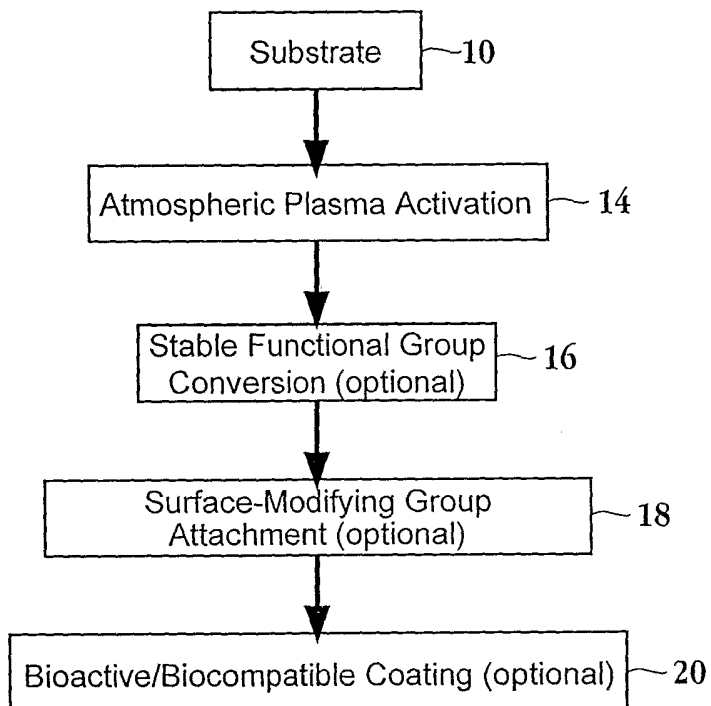 Substrate
10
Atmospheric Plasma Activation
14
Stable Functional Group
Conversion (optional)
16
Surface-Modifying Group
Attachment (optional)
18
Bioactive/Biocompatible Coating (optional)
20